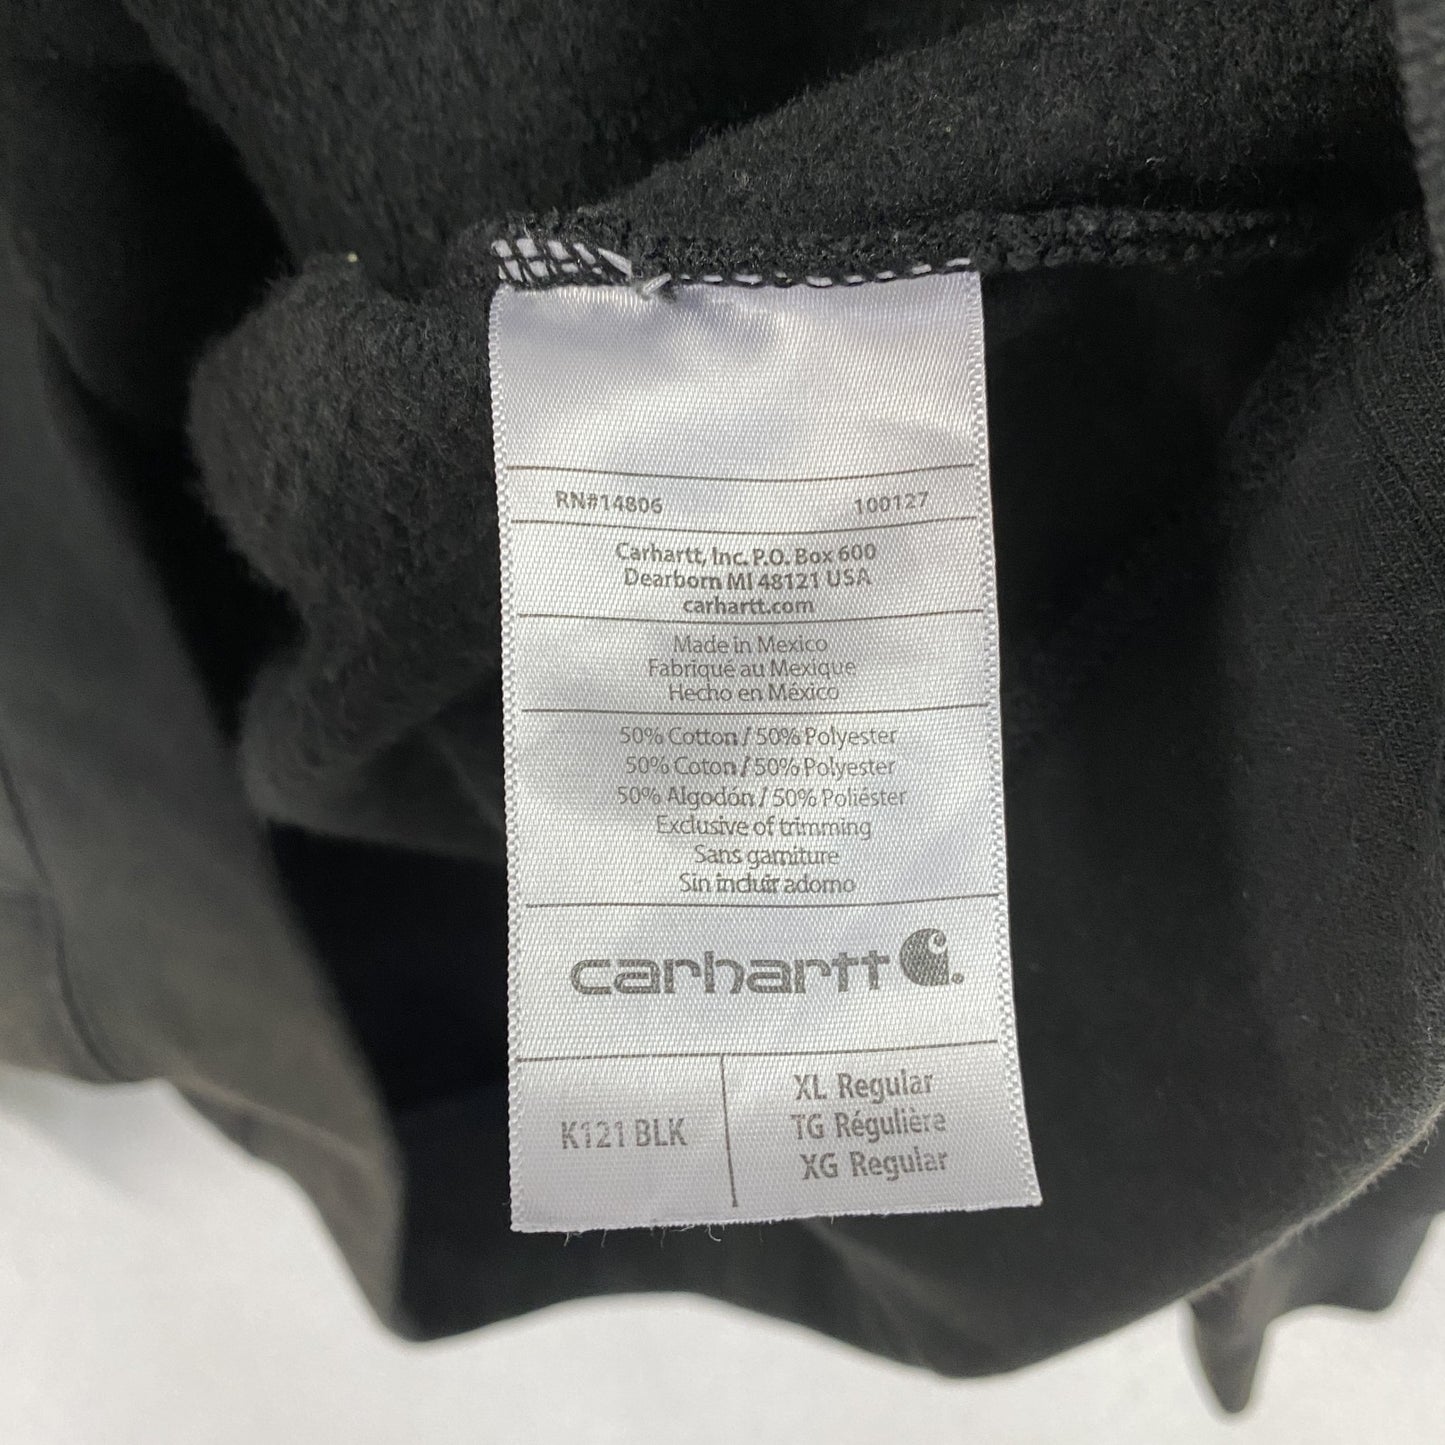 RN#14806 100127
Carhartt, Inc. P.O. Box 600
Dearborn MI 48121 USA
carhartt.com
Made in Mexico
Fabriqué au Mexique
Hecho en México
50% Cotton / 50% Polyester
50% Coton / 50% Polyester
50% Algodón / 50% Poliéster
Exclusive of trimming
Sans garniture
Sin incluir adorno
carhartt
K121 BLK
XL Regular
TG Régulière
XG Regular